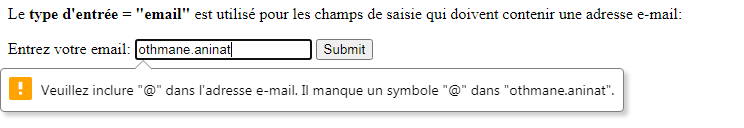 Le type d'entrée = "email" est utilisé pour les champs de saisie qui doivent contenir une adresse e-mail:
Entrez votre email: othmane.aninat Submit
Veuillez inclure "@" dans l'adresse e-mail. Il manque un symbole "@" dans "othmane.aninat".